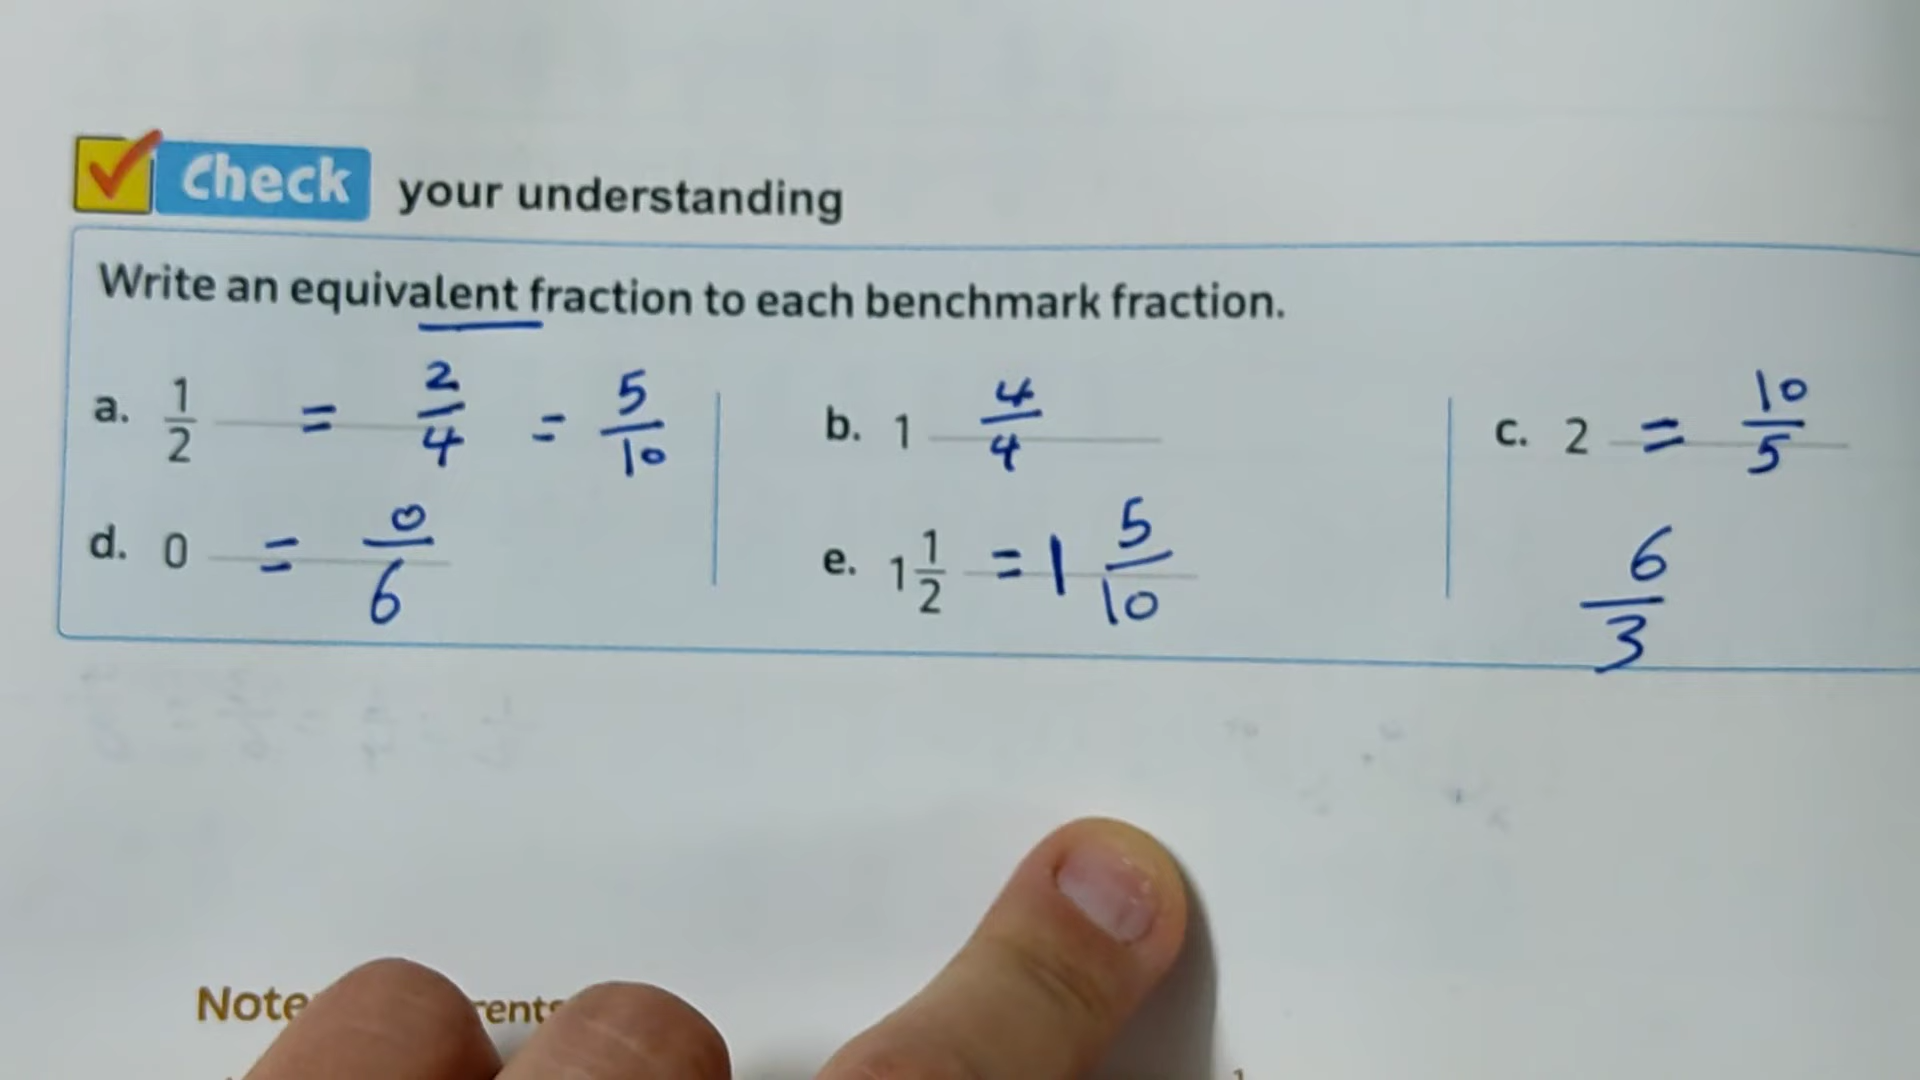 Check your understanding
Write an equivalent fraction to each benchmark fraction.
a. 1/2 = 2/4 = 5/10
b. 1 4/4
c. 2 = 10/5
6/3
d. 0 = 0/6
e. 1 1/2 = 1 5/10